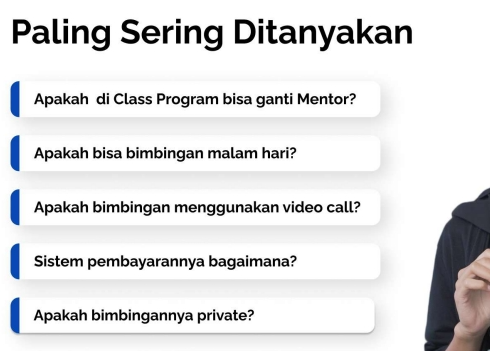 Paling Sering Ditanyakan
Apakah di Class Program bisa ganti Mentor?
Apakah bisa bimbingan malam hari?
Apakah bimbingan menggunakan video call?
Sistem pembayarannya bagaimana?
Apakah bimbingannya private?